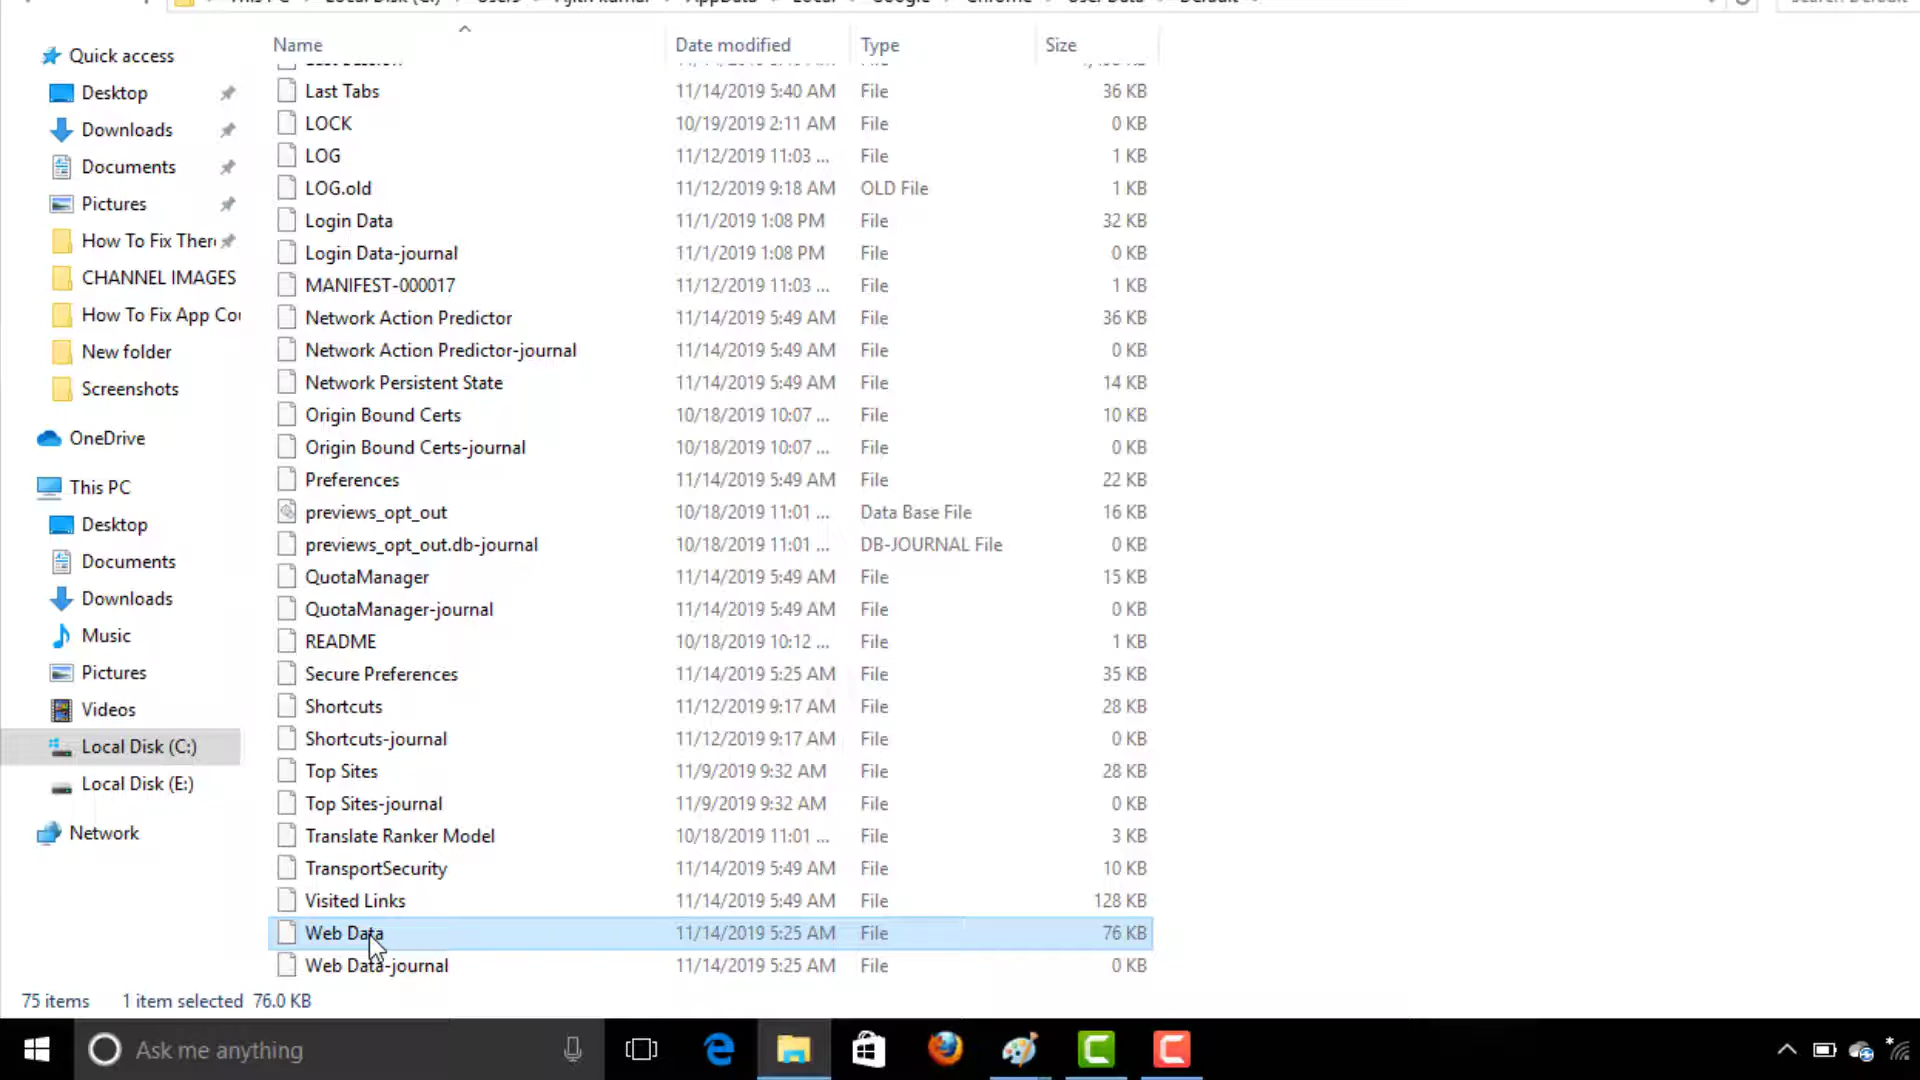 Name
Date modified
Type
Size
Quick access
Desktop
Downloads
Documents
Pictures
How To Fix Ther
CHANNEL IMAGES
How To Fix App Co
New folder
Screenshots
OneDrive
This PC
Desktop
Documents
Downloads
Music
Pictures
Videos
Local Disk (C:)
Local Disk (E:)
Network
Last Tabs 11/14/2019 5:40 AM File 36 KB
LOCK 10/19/2019 2:11 AM File 0 KB
LOG 11/12/2019 11:03 ... File 1 KB
LOG.old 11/12/2019 9:18 AM OLD File 1 KB
Login Data 11/1/2019 1:08 PM File 32 KB
Login Data-journal 11/1/2019 1:08 PM File 0 KB
MANIFEST-000017 11/12/2019 11:03 ... File 1 KB
Network Action Predictor 11/14/2019 5:49 AM File 36 KB
Network Action Predictor-journal 11/14/2019 5:49 AM File 0 KB
Network Persistent State 11/14/2019 5:49 AM File 14 KB
Origin Bound Certs 10/18/2019 10:07 ... File 10 KB
Origin Bound Certs-journal 10/18/2019 10:07 ... File 0 KB
Preferences 11/14/2019 5:49 AM File 22 KB
previews_opt_out 10/18/2019 11:01 ... Data Base File 16 KB
previews_opt_out.db-journal 10/18/2019 11:01 ... DB-JOURNAL File 0 KB
QuotaManager 11/14/2019 5:49 AM File 15 KB
QuotaManager-journal 11/14/2019 5:49 AM File 0 KB
README 10/18/2019 10:12 ... File 1 KB
Secure Preferences 11/14/2019 5:25 AM File 35 KB
Shortcuts 11/12/2019 9:17 AM File 28 KB
Shortcuts-journal 11/12/2019 9:17 AM File 0 KB
Top Sites 11/9/2019 9:32 AM File 28 KB
Top Sites-journal 11/9/2019 9:32 AM File 0 KB
Translate Ranker Model 10/18/2019 11:01 ... File 3 KB
TransportSecurity 11/14/2019 5:49 AM File 10 KB
Visited Links 11/14/2019 5:49 AM File 128 KB
Web Data 11/14/2019 5:25 AM File 76 KB
Web Data-journal 11/14/2019 5:25 AM File 0 KB
75 items 1 item selected 76.0 KB
Ask me anything